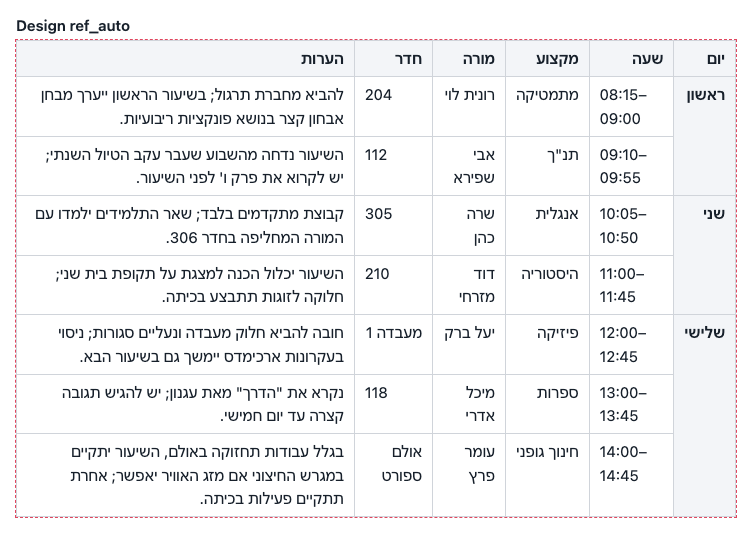 Design ref_auto
יום שעה מקצוע מורה חדר הערות
ראשון 08:15–09:00 מתמטיקה רונית לוי 204 להביא מחברת תרגול; בשיעור הראשון ייערך מבחן
אבחון קצר בנושא פונקציות ריבועיות.
09:10–09:55 תנ"ך אבי שפירא 112 השיעור נדחה מהשבוע שעבר עקב הטיול השנתי;
יש לקרוא את פרק ו' לפני השיעור.
שני 10:05–10:50 אנגלית שרה כהן 305 קבוצת מתקדמים בלבד; שאר התלמידים ילמדו עם
המורה המחליפה בחדר 306.
11:00–11:45 היסטוריה דוד מזרחי 210 השיעור יכלול הכנה למצגת על תקופת בית שני;
חלוקה לזוגות תתבצע בכיתה.
שלישי 12:00–12:45 פיזיקה יעל ברק מעבדה 1 חובה להביא חלוק מעבדה ונעליים סגורות; ניסוי
בעקרונות ארכימדס יימשך גם בשיעור הבא.
13:00–13:45 ספרות מיכל אדרי 118 נקרא את "הדרך" מאת עגנון; יש להגיש תגובה
קצרה עד יום חמישי.
14:00–14:45 חינוך גופני עומר פרץ אולם ספורט בגלל עבודות תחזוקה באולם, השיעור יתקיים
במגרש החיצוני אם מזג האוויר יאפשר; אחרת
תתקיים פעילות בכיתה.